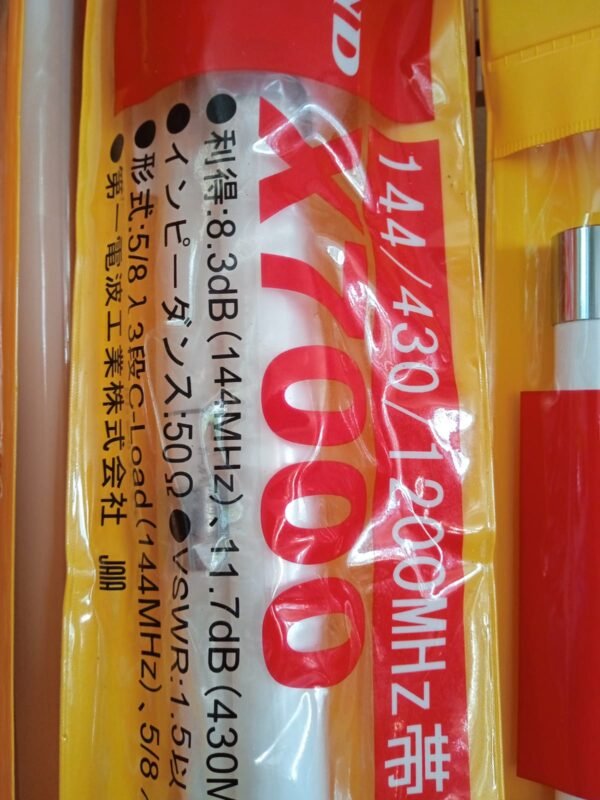 ND
144/430/1200MHz帯
X7000
●利得:8.3dB(144MHz)、11.7dB(430M
●インピーダンス:50Ω ●VSWR:1.5以
●形式:5/8λ3段C-Load(144MHz)、5/8
●第一電波工業株式会社 JAIA